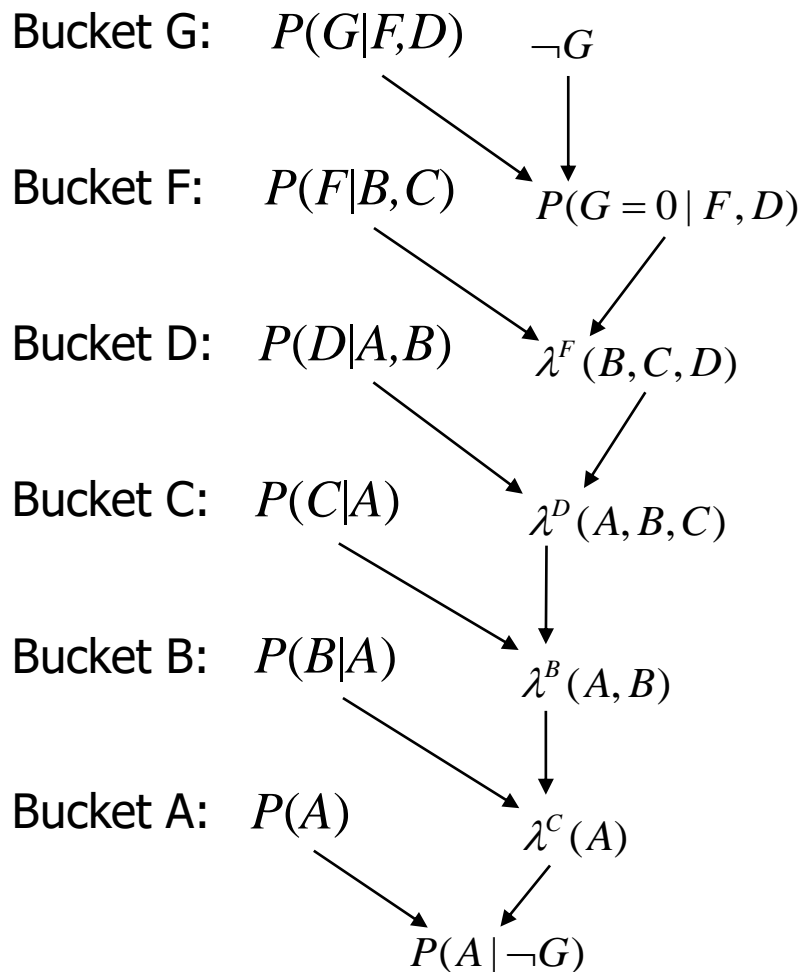 Bucket G: P(G|F,D) ¬G
Bucket F: P(F|B,C) P(G = 0 | F, D)
Bucket D: P(D|A,B) λ^F (B, C, D)
Bucket C: P(C|A) λ^D (A, B, C)
Bucket B: P(B|A) λ^B (A, B)
Bucket A: P(A) λ^C (A)
P(A | ¬G)